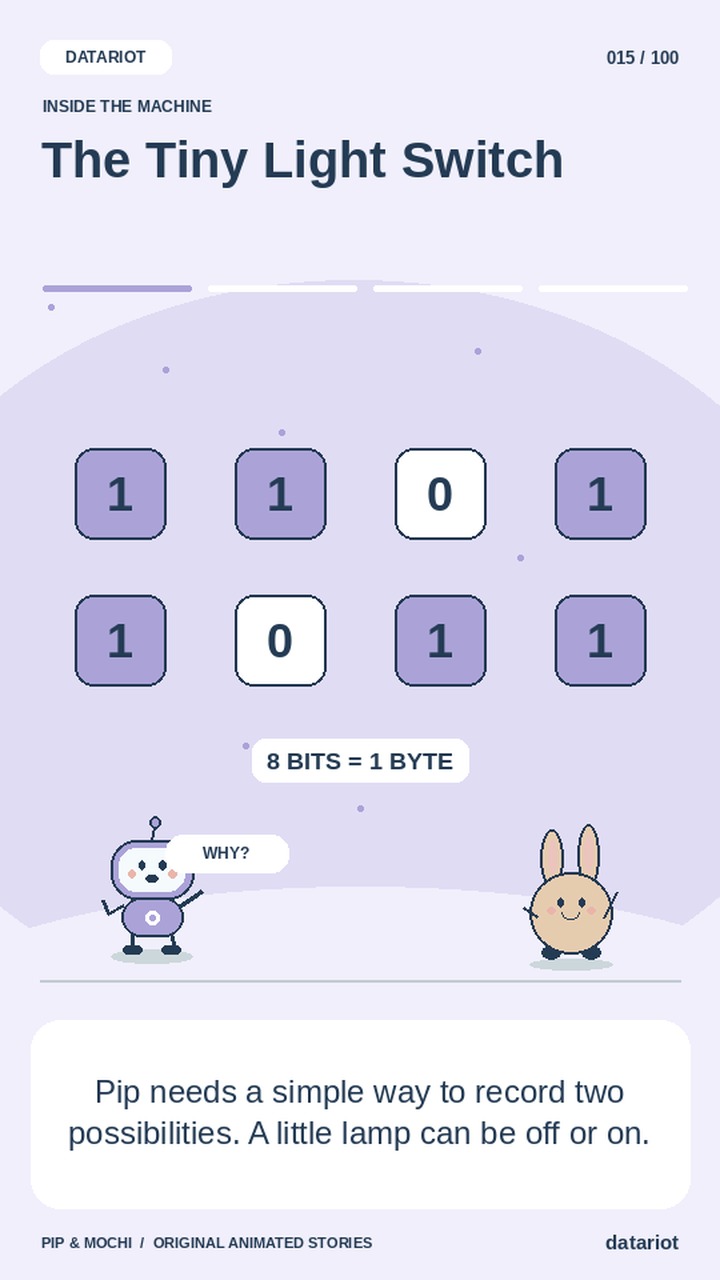 DATARIOT
015 / 100
INSIDE THE MACHINE
The Tiny Light Switch
1 1 0 1
1 0 1 1
8 BITS = 1 BYTE
WHY?
Pip needs a simple way to record two
possibilities. A little lamp can be off or on.
PIP & MOCHI / ORIGINAL ANIMATED STORIES
datariot